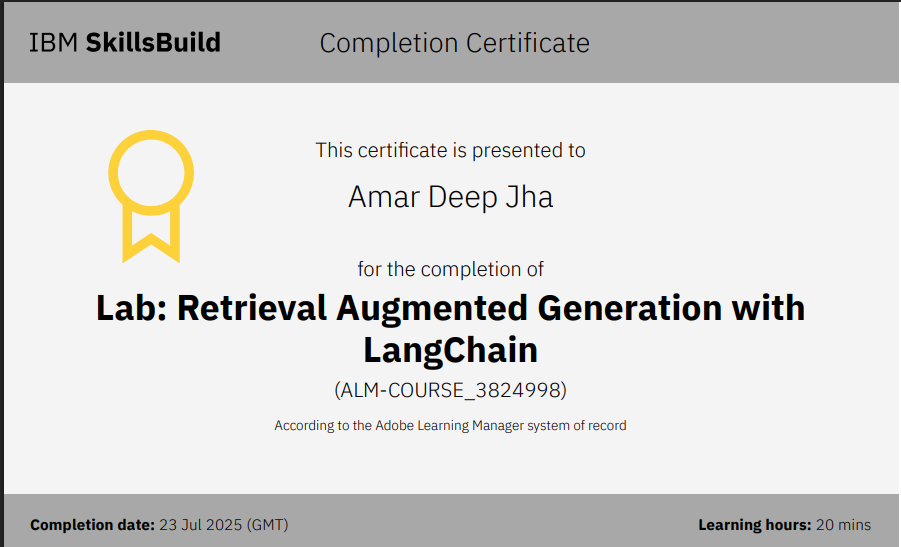 IBM SkillsBuild
Completion Certificate
This certificate is presented to
Amar Deep Jha
for the completion of
Lab: Retrieval Augmented Generation with
LangChain
(ALM-COURSE_3824998)
According to the Adobe Learning Manager system of record
Completion date: 23 Jul 2025 (GMT)
Learning hours: 20 mins